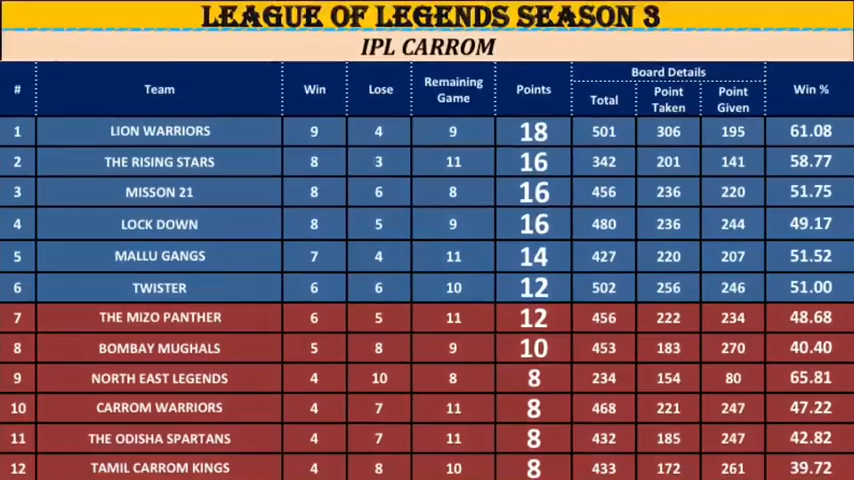 LEAGUE OF LEGENDS SEASON 3
IPL CARROM
# Team Win Lose Remaining Game Points Board Details Total Point Taken Point Given Win %
1 LION WARRIORS 9 4 9 18 501 306 195 61.08
2 THE RISING STARS 8 3 11 16 342 201 141 58.77
3 MISSON 21 8 6 8 16 456 236 220 51.75
4 LOCK DOWN 8 5 9 16 480 236 244 49.17
5 MALLU GANGS 7 4 11 14 427 220 207 51.52
6 TWISTER 6 6 10 12 502 256 246 51.00
7 THE MIZO PANTHER 6 5 11 12 456 222 234 48.68
8 BOMBAY MUGHALS 5 8 9 10 453 183 270 40.40
9 NORTH EAST LEGENDS 4 10 8 8 234 154 80 65.81
10 CARROM WARRIORS 4 7 11 8 468 221 247 47.22
11 THE ODISHA SPARTANS 4 7 11 8 432 185 247 42.82
12 TAMIL CARROM KINGS 4 8 10 8 433 172 261 39.72